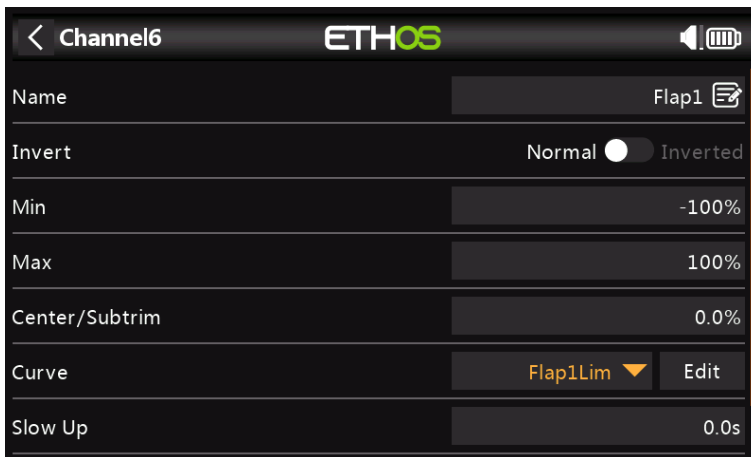 Channel6 ETHOS
Name Flap1
Invert Normal Inverted
Min -100%
Max 100%
Center/Subtrim 0.0%
Curve Flap1Lim Edit
Slow Up 0.0s